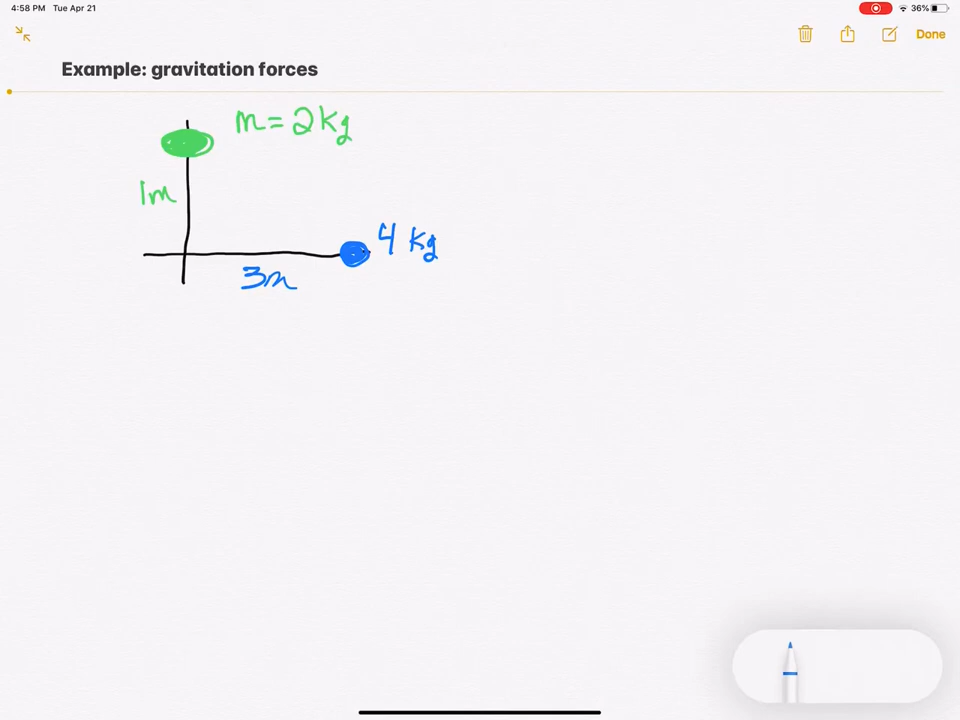 4:58 PM Tue Apr 21 36%
Done
Example: gravitation forces
m = 2 kg
1m
4 kg
3m